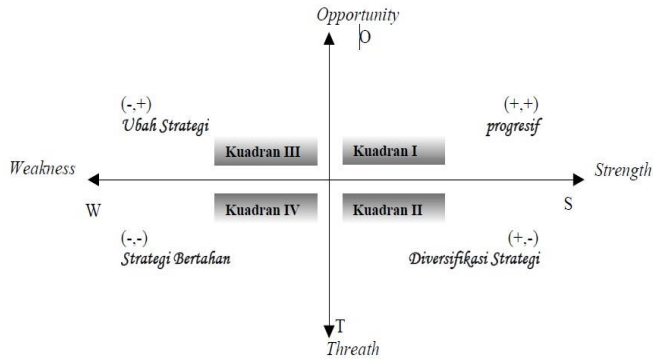 Opportunity
O
(-,+)
Ubah Strategi
(+,+)
progresif
Kuadran III
Kuadran I
Weakness
Strength
W
Kuadran IV
Kuadran II
S
(-,-)
Strategi Bertahan
(+,-)
Diversifikasi Strategi
T
Threath